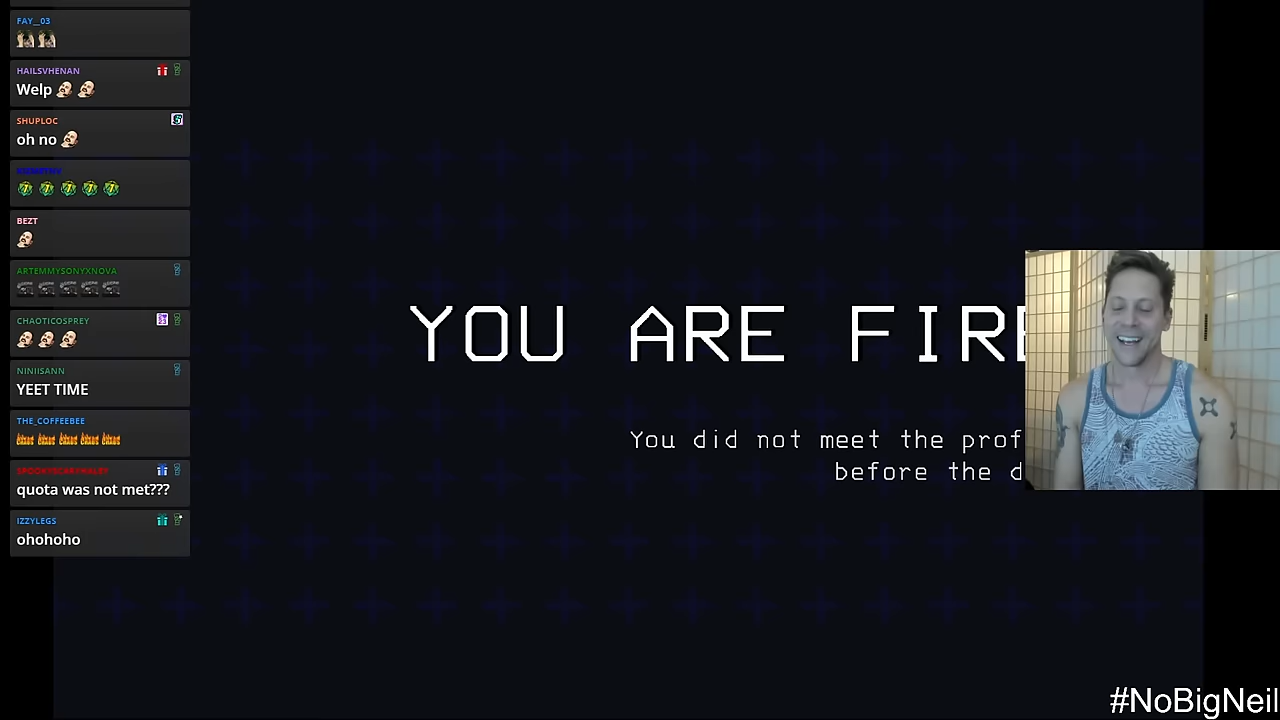 FAY__03
HAILSVHENAN
Welp
SHUPLOC
oh no
BEZT
ARTEMMYSONYXNOVA
CHAOTICOSPREY
NINIISANN
YEET TIME
THE_COFFEEBEE
quota was not met???
IZZYLEGS
ohohoho
YOU ARE FIRE
You did not meet the prof
before the d
#NoBigNeil